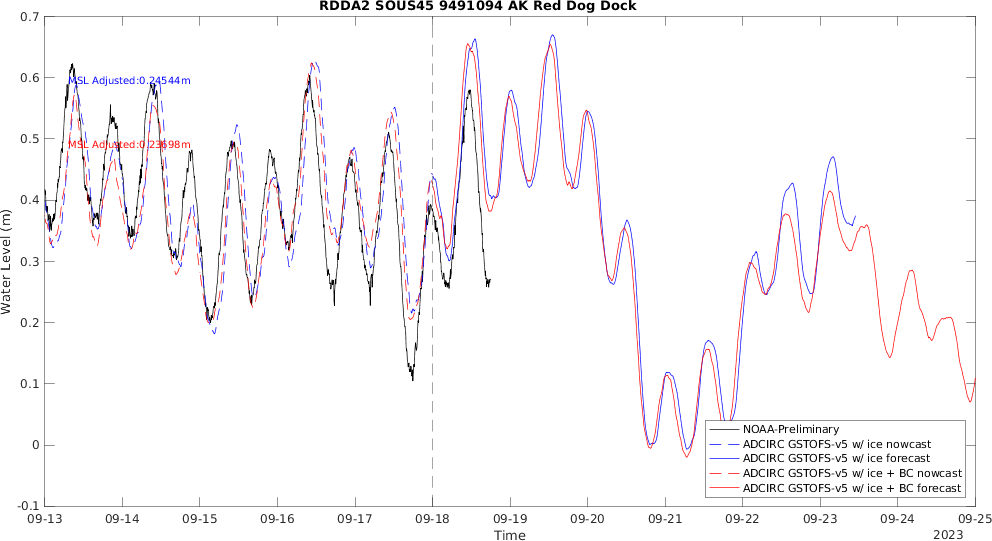 RDDA2 SOUS45 9491094 AK Red Dog Dock
0.7
0.6
0.5
0.4
0.3
0.2
0.1
0
-0.1
Water Level (m)
MSL Adjusted:0.24544m
MSL Adjusted:0.23698m
NOAA-Preliminary
ADCIRC GSTOFS-v5 w/ ice nowcast
ADCIRC GSTOFS-v5 w/ ice forecast
ADCIRC GSTOFS-v5 w/ ice + BC nowcast
ADCIRC GSTOFS-v5 w/ ice + BC forecast
09-13 09-14 09-15 09-16 09-17 09-18 09-19 09-20 09-21 09-22 09-23 09-24 09-25
Time
2023